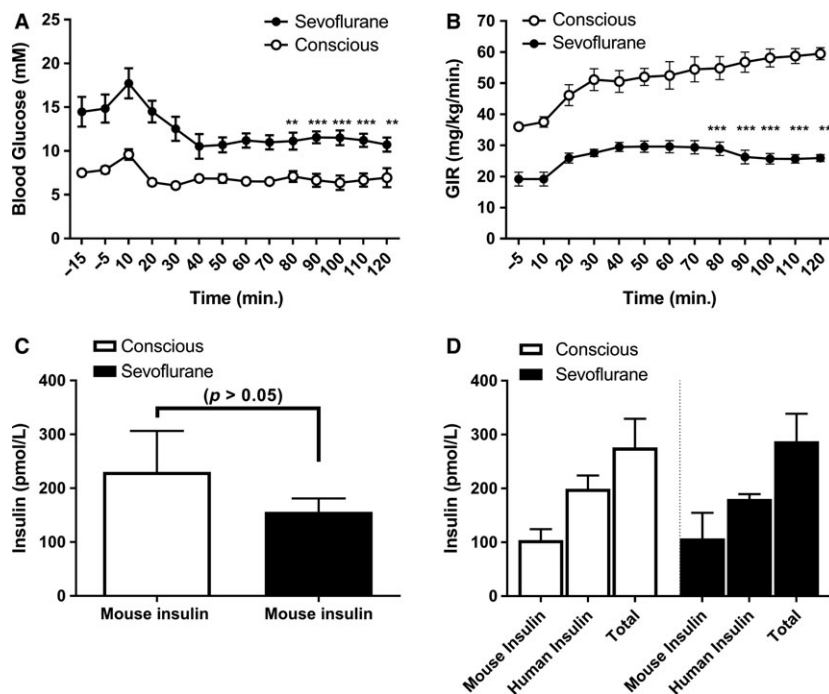 A
Sevoflurane
Conscious
Blood Glucose (mM)
25
20
15
10
5
0
** *** *** *** **
-15 -5 10 20 30 40 50 60 70 80 90 100 110 120
Time (min.)
B
Conscious
Sevoflurane
GIR (mg/kg/min.)
70
60
50
40
30
20
10
0
*** *** *** *** **
-5 10 20 30 40 50 60 70 80 90 100 110 120
Time (min.)
C
Conscious
Sevoflurane
(p > 0.05)
Insulin (pmol/L)
400
300
200
100
0
Mouse insulin Mouse insulin
D
Conscious
Sevoflurane
Insulin (pmol/L)
400
300
200
100
0
Mouse Insulin
Human Insulin
Total
Mouse Insulin
Human Insulin
Total